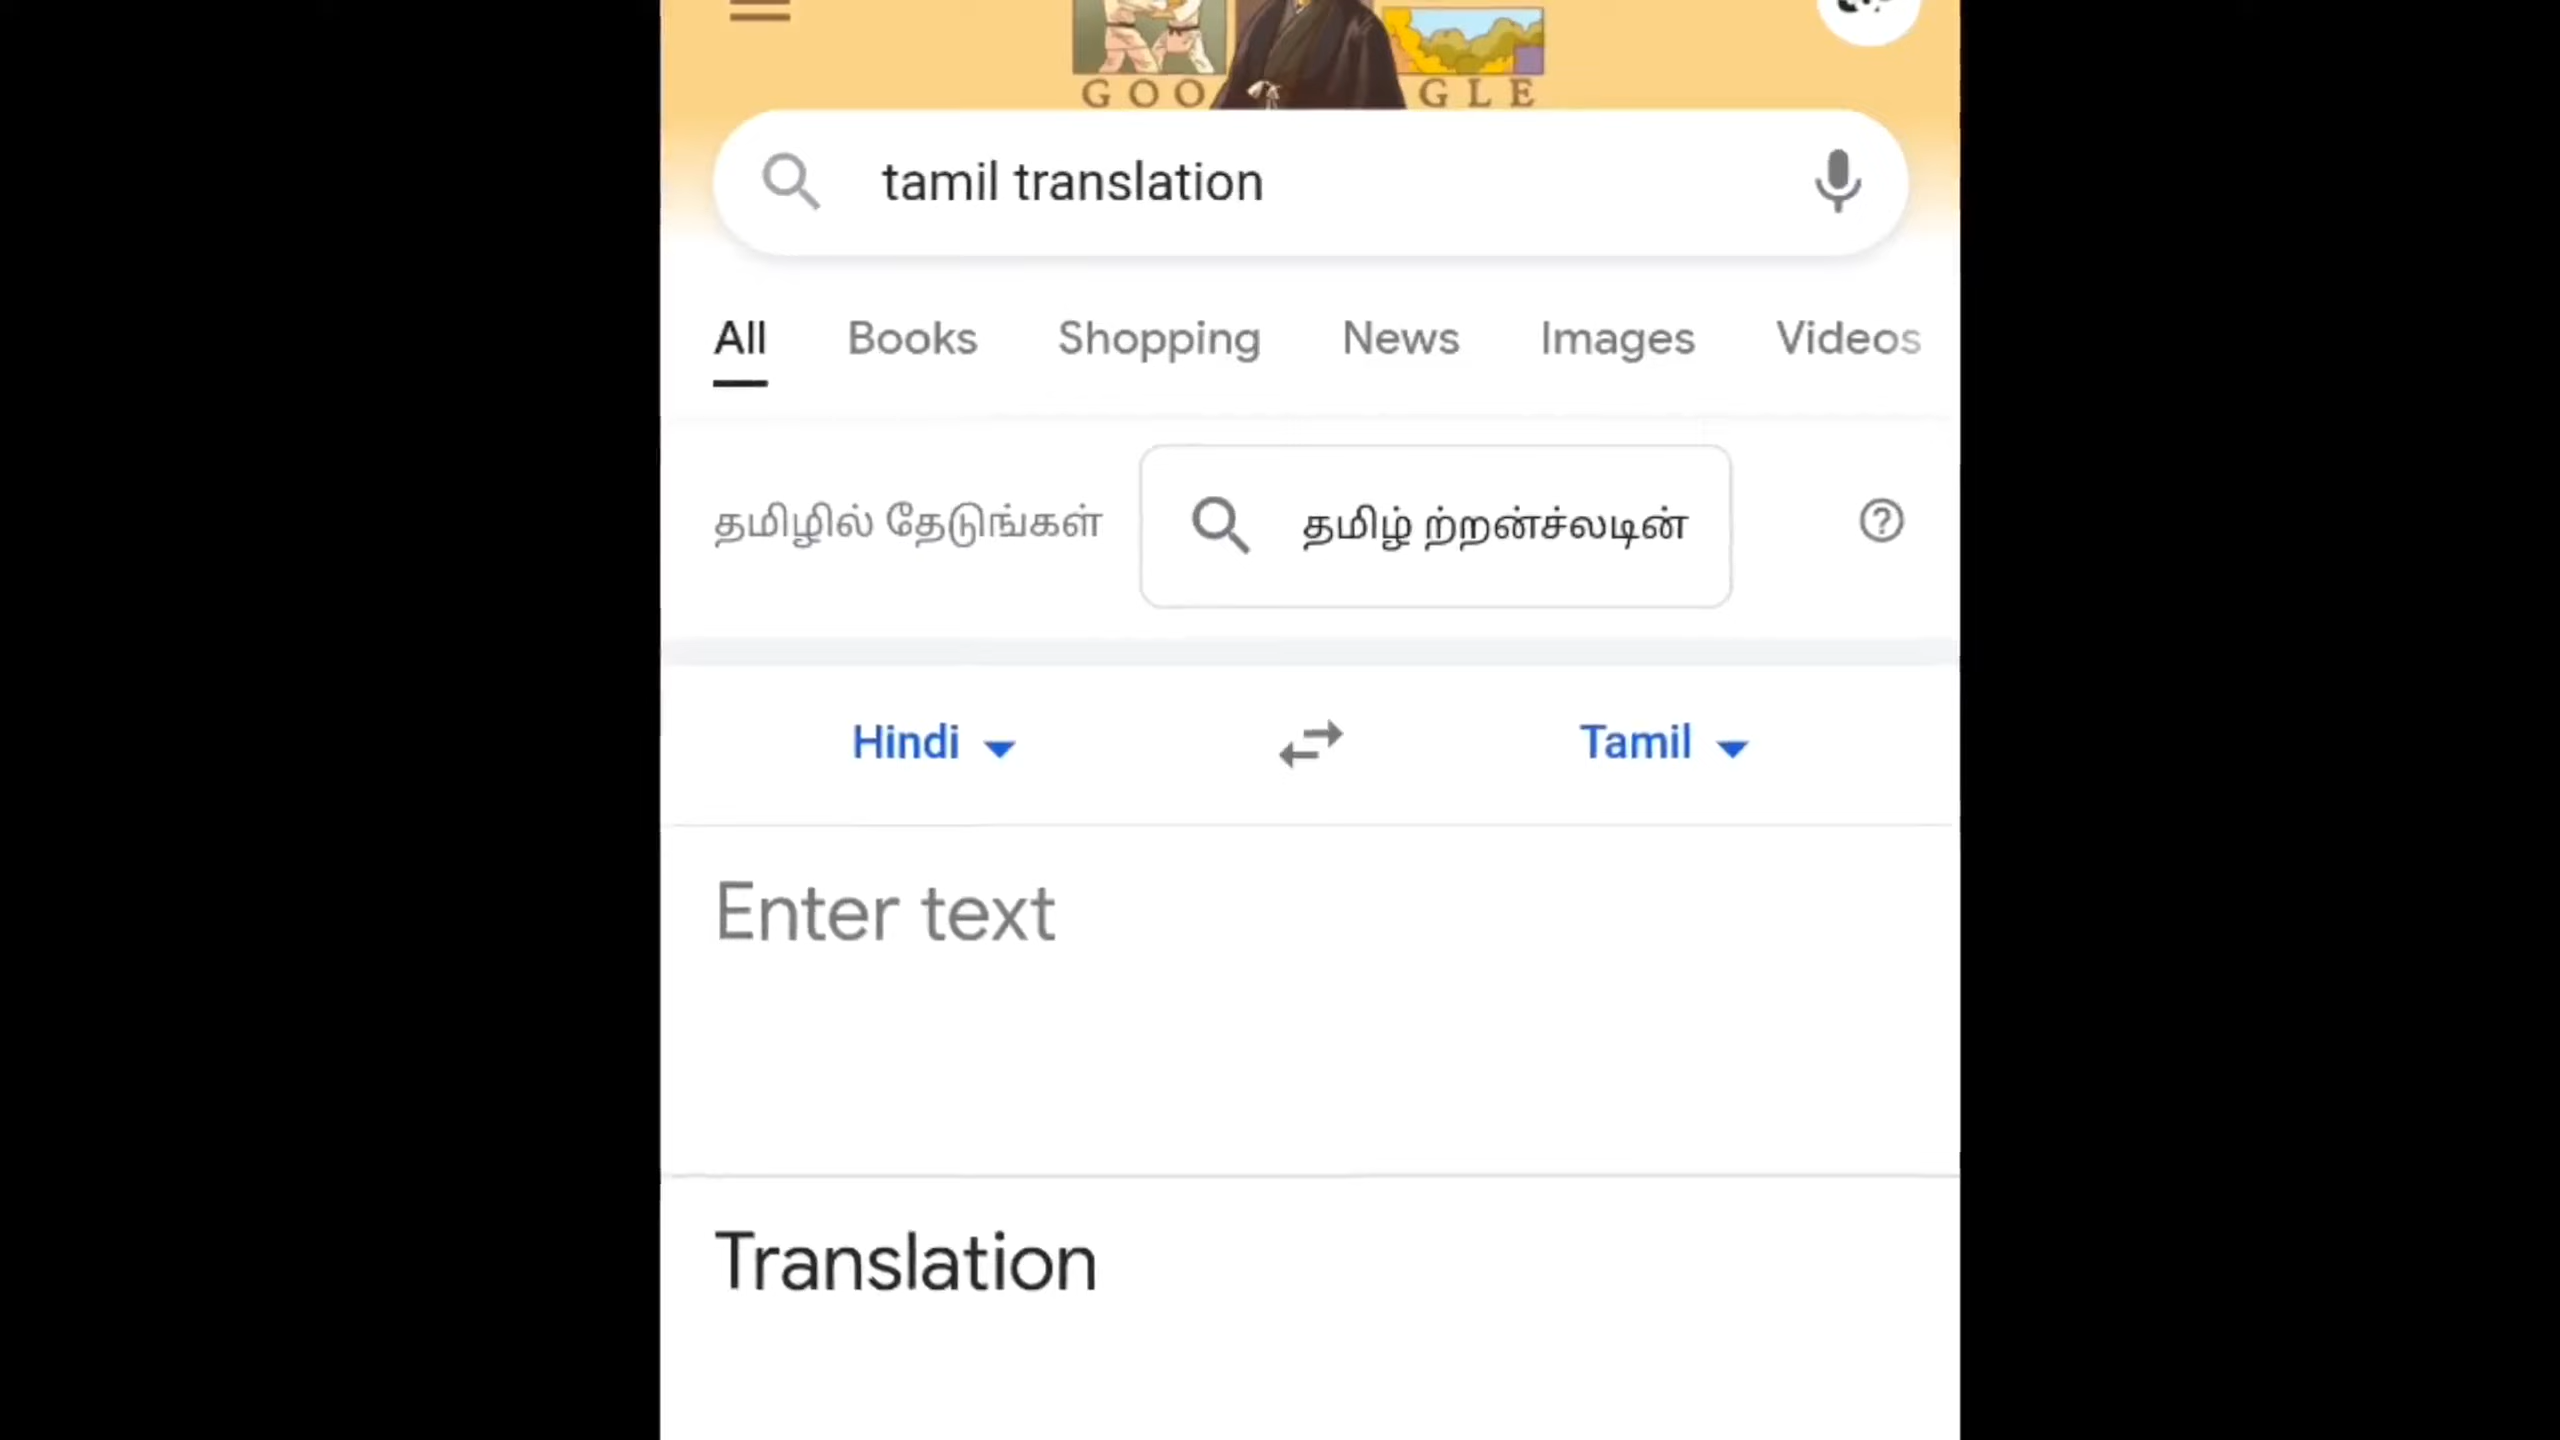 GOO GLE
tamil translation
All Books Shopping News Images Videos
தமிழில் தேடுங்கள் தமிழ் ற்றன்ச்லடின்
Hindi Tamil
Enter text
Translation